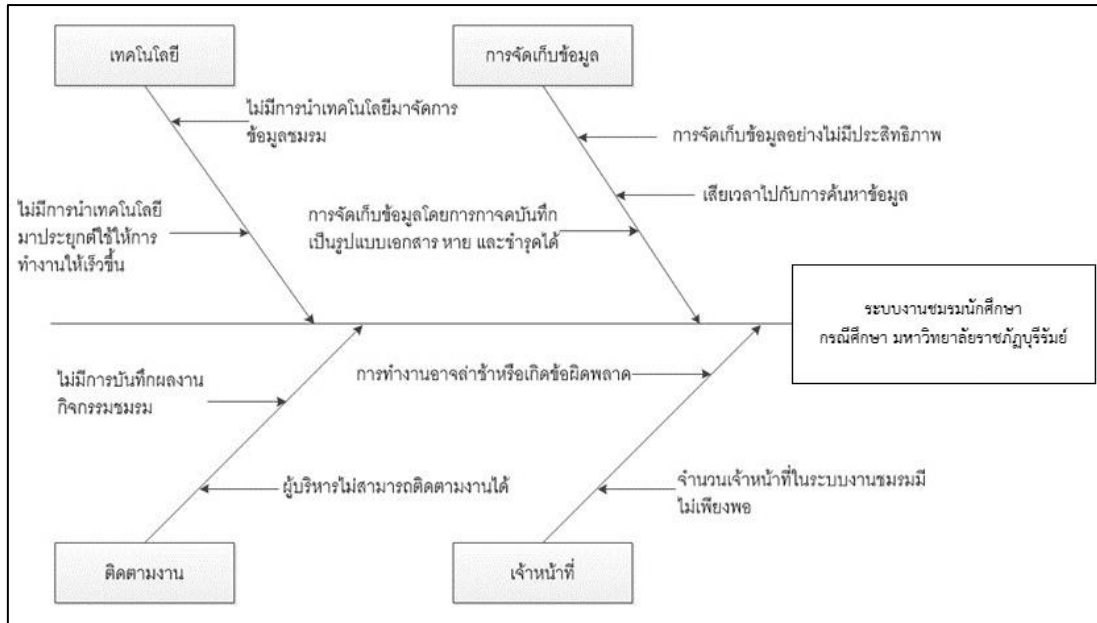 เทคโนโลยี
การจัดเก็บข้อมูล
ไม่มีการนำเทคโนโลยีมาจัดการ
ข้อมูลชมรม
การจัดเก็บข้อมูลอย่างไม่มีประสิทธิภาพ
เสียเวลาไปกับการค้นหาข้อมูล
ไม่มีการนำเทคโนโลยี
มาประยุกต์ใช้ให้การ
ทำงานให้เร็วขึ้น
การจัดเก็บข้อมูลโดยการกาจดบันทึก
เป็นรูปแบบเอกสาร หาย และชำรุดได้
ระบบงานชมรมนักศึกษา
กรณีศึกษา มหาวิทยาลัยราชภัฏบุรีรัมย์
ไม่มีการบันทึกผลงาน
กิจกรรมชมรม
การทำงานอาจล่าช้าหรือเกิดข้อผิดพลาด
ผู้บริหารไม่สามารถติดตามงานได้
จำนวนเจ้าหน้าที่ในระบบงานชมรมมี
ไม่เพียงพอ
ติดตามงาน
เจ้าหน้าที่